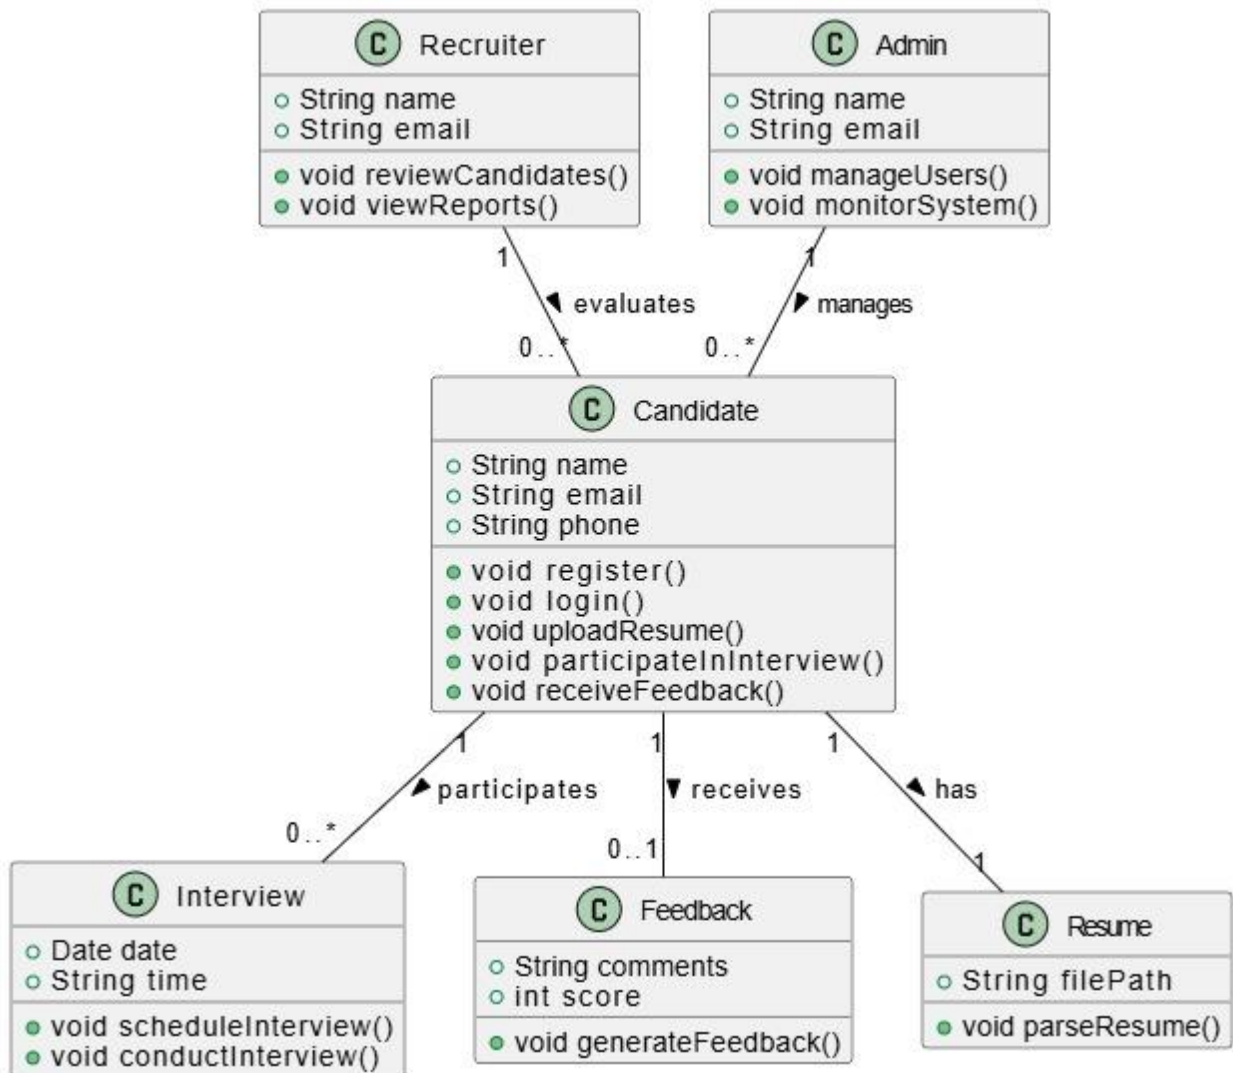 C Recruiter
String name
String email
void reviewCandidates()
void viewReports()
C Admin
String name
String email
void manageUsers()
void monitorSystem()
1
evaluates
0..*
1
manages
0..*
C Candidate
String name
String email
String phone
void register()
void login()
void uploadResume()
void participateInInterview()
void receiveFeedback()
1
participates
0..*
1
receives
0..1
1
has
1
C Interview
Date date
String time
void scheduleInterview()
void conductInterview()
C Feedback
String comments
int score
void generateFeedback()
C Resume
String filePath
void parseResume()